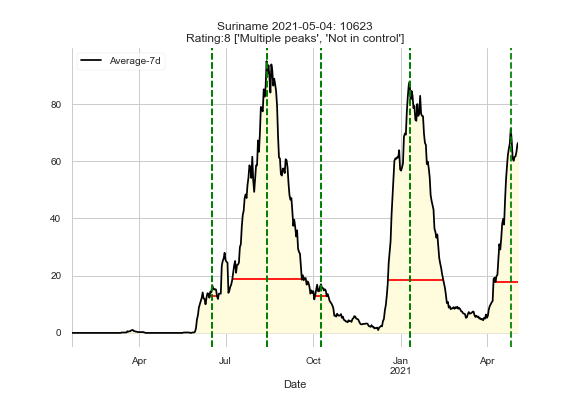 Suriname 2021-05-04: 10623
Rating:8 ['Multiple peaks', 'Not in control']
Average-7d
80
60
40
20
0
Apr
Jul
Oct
Jan
2021
Apr
Date